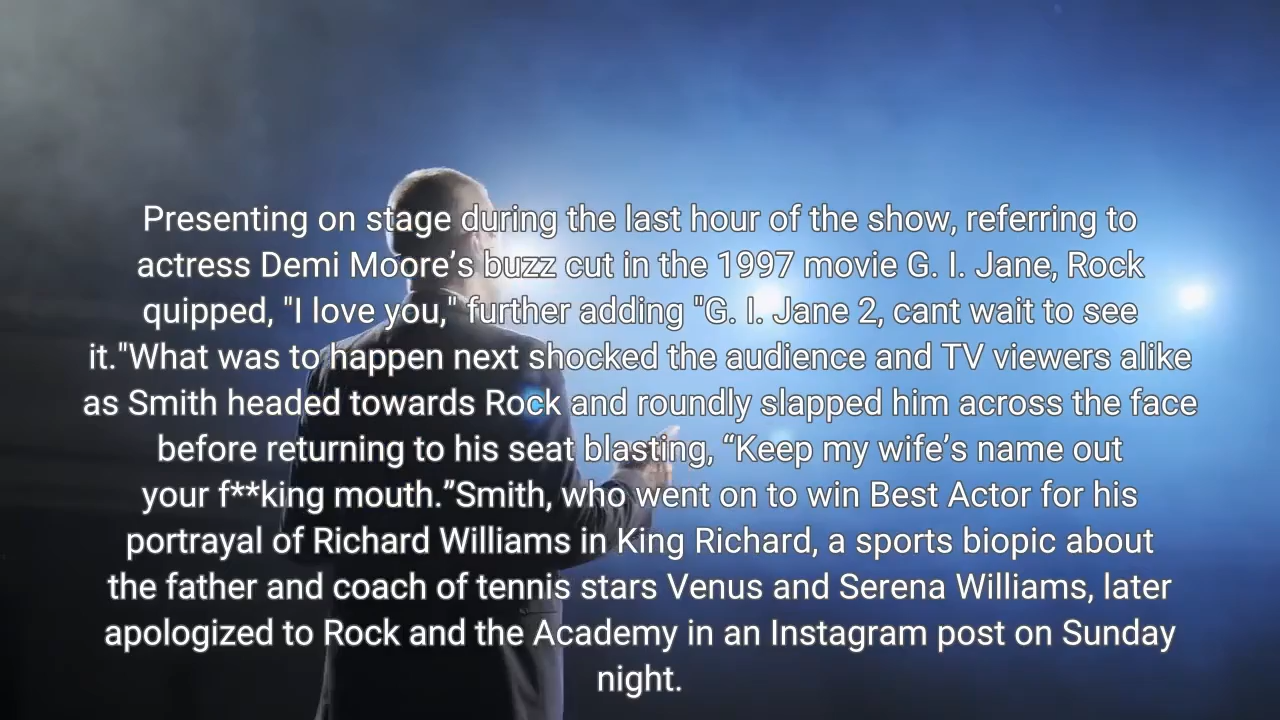 Presenting on stage during the last hour of the show, referring to
actress Demi Moore’s buzz cut in the 1997 movie G. I. Jane, Rock
quipped, "I love you," further adding "G. I. Jane 2, cant wait to see
it."What was to happen next shocked the audience and TV viewers alike
as Smith headed towards Rock and roundly slapped him across the face
before returning to his seat blasting, “Keep my wife’s name out
your f**king mouth.”Smith, who went on to win Best Actor for his
portrayal of Richard Williams in King Richard, a sports biopic about
the father and coach of tennis stars Venus and Serena Williams, later
apologized to Rock and the Academy in an Instagram post on Sunday
night.